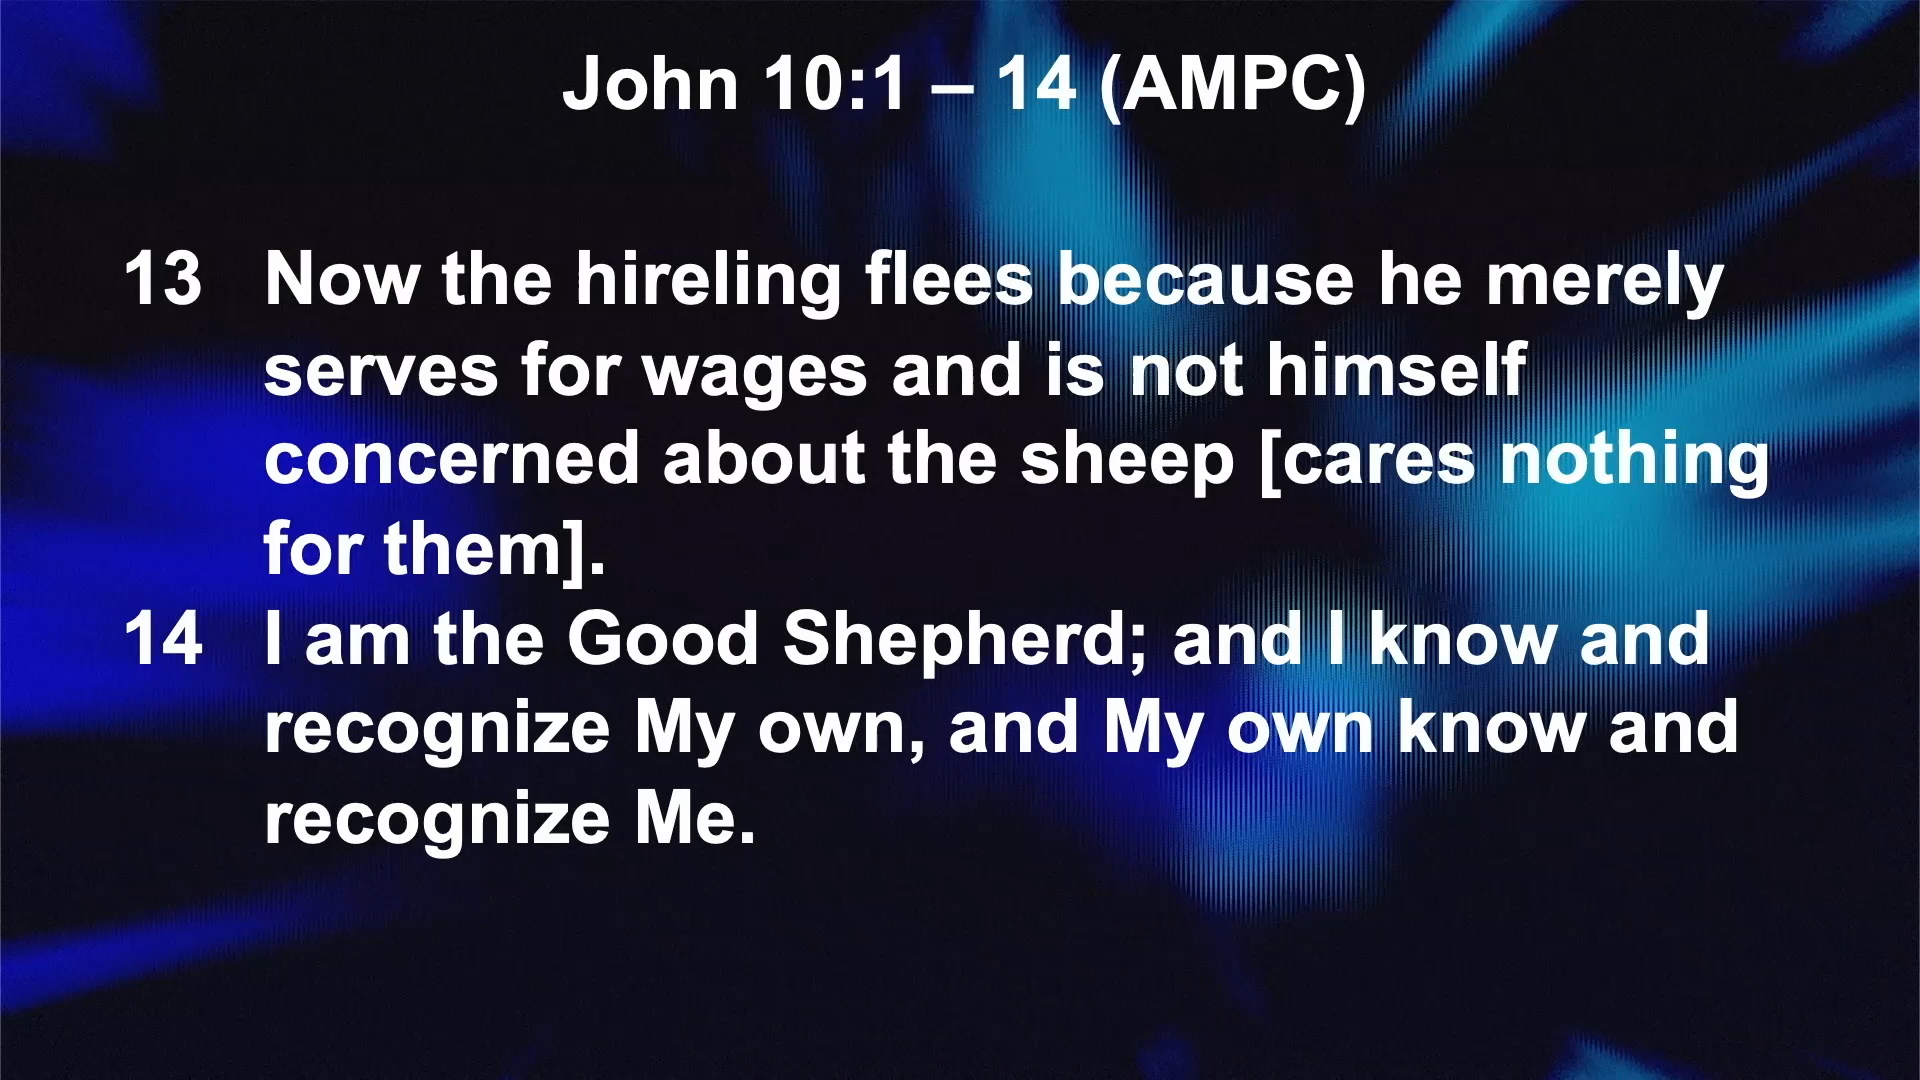 John 10:1 – 14 (AMPC)
13 Now the hireling flees because he merely
serves for wages and is not himself
concerned about the sheep [cares nothing
for them].
14 I am the Good Shepherd; and I know and
recognize My own, and My own know and
recognize Me.